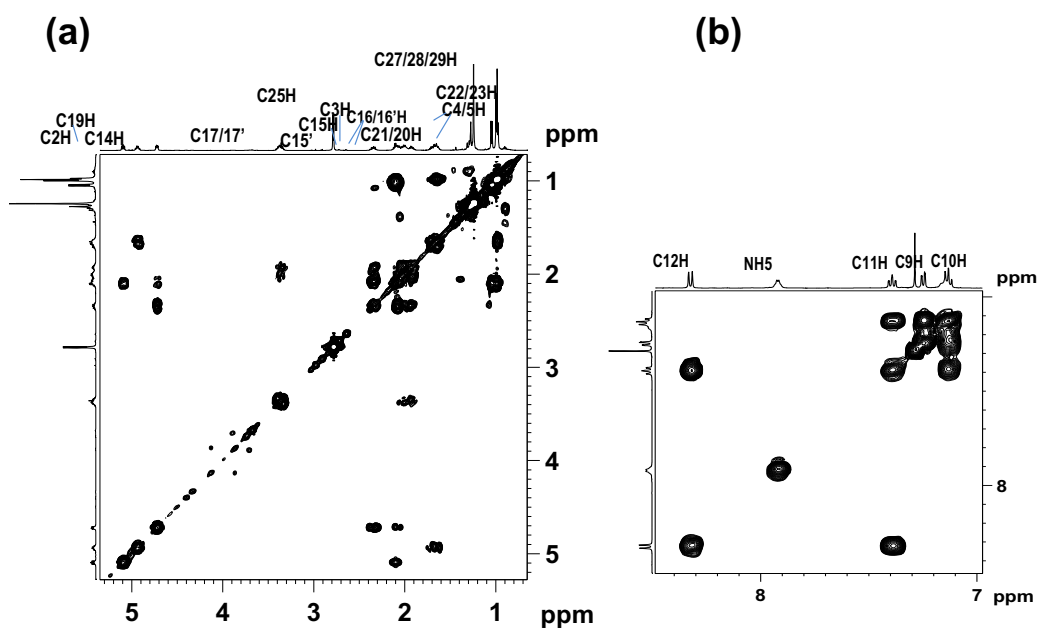 (a)
(b)
C27/28/29H
C25H
C22/23H
C3H
C4/5H
C19H
C15H
C16/16'H
C2H
C14H
C17/17'
C15'
C21/20H
ppm
1
2
3
4
5
5
4
3
2
1
ppm
C12H
NH5
C11H
C9H
C10H
ppm
8
8
7
ppm